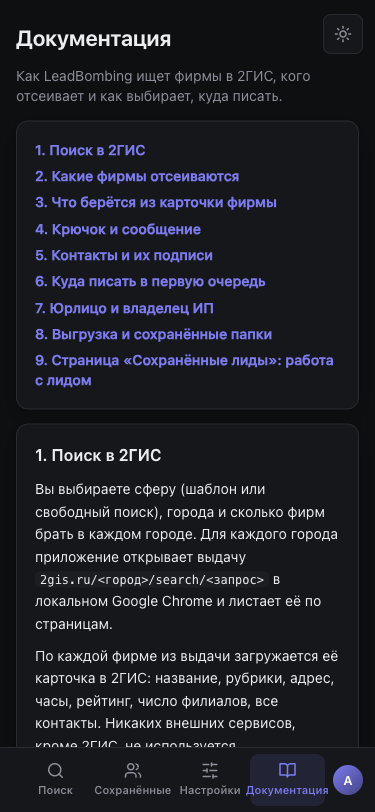 Документация
Как LeadBombing ищет фирмы в 2ГИС, кого
отсеивает и как выбирает, куда писать.
1. Поиск в 2ГИС
2. Какие фирмы отсеиваются
3. Что берётся из карточки фирмы
4. Крючок и сообщение
5. Контакты и их подписи
6. Куда писать в первую очередь
7. Юрлицо и владелец ИП
8. Выгрузка и сохранённые папки
9. Страница «Сохранённые лиды»: работа
с лидом
1. Поиск в 2ГИС
Вы выбираете сферу (шаблон или
свободный поиск), города и сколько фирм
брать в каждом городе. Для каждого города
приложение открывает выдачу
2gis.ru/<город>/search/<запрос> в
локальном Google Chrome и листает её по
страницам.
По каждой фирме из выдачи загружается её
карточка в 2ГИС: название, рубрики, адрес,
часы, рейтинг, число филиалов, все
контакты. Никаких внешних сервисов,
кроме 2ГИС, не используется
Поиск
Сохранённые
Настройки
Документация
А